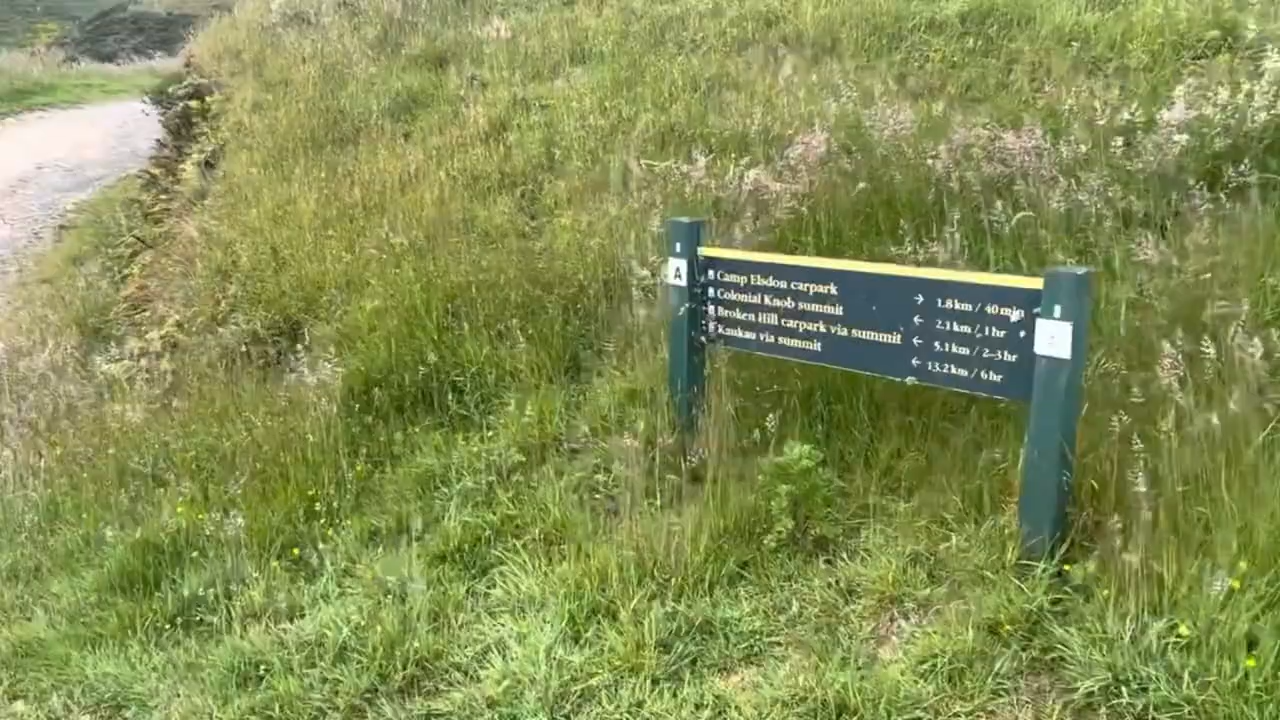 A
Camp Elsdon carpark → 1.8 km / 40 min
Colonial Knob summit ← 2.1 km / 1 hr
Broken Hill carpark via summit ← 5.1 km / 2–3 hr
Kaukau via summit ← 13.2 km / 6 hr